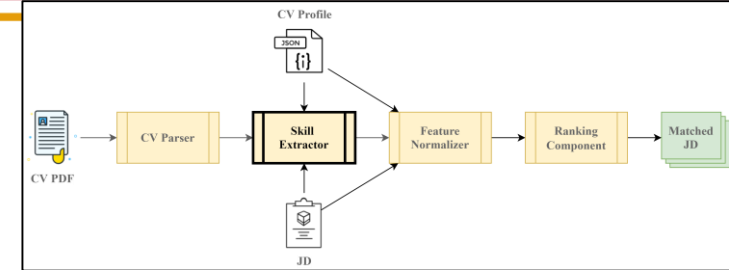 CV Profile
JSON
{i}
CV PDF
CV Parser
Skill
Extractor
Feature
Normalizer
Ranking
Component
Matched
JD
JD